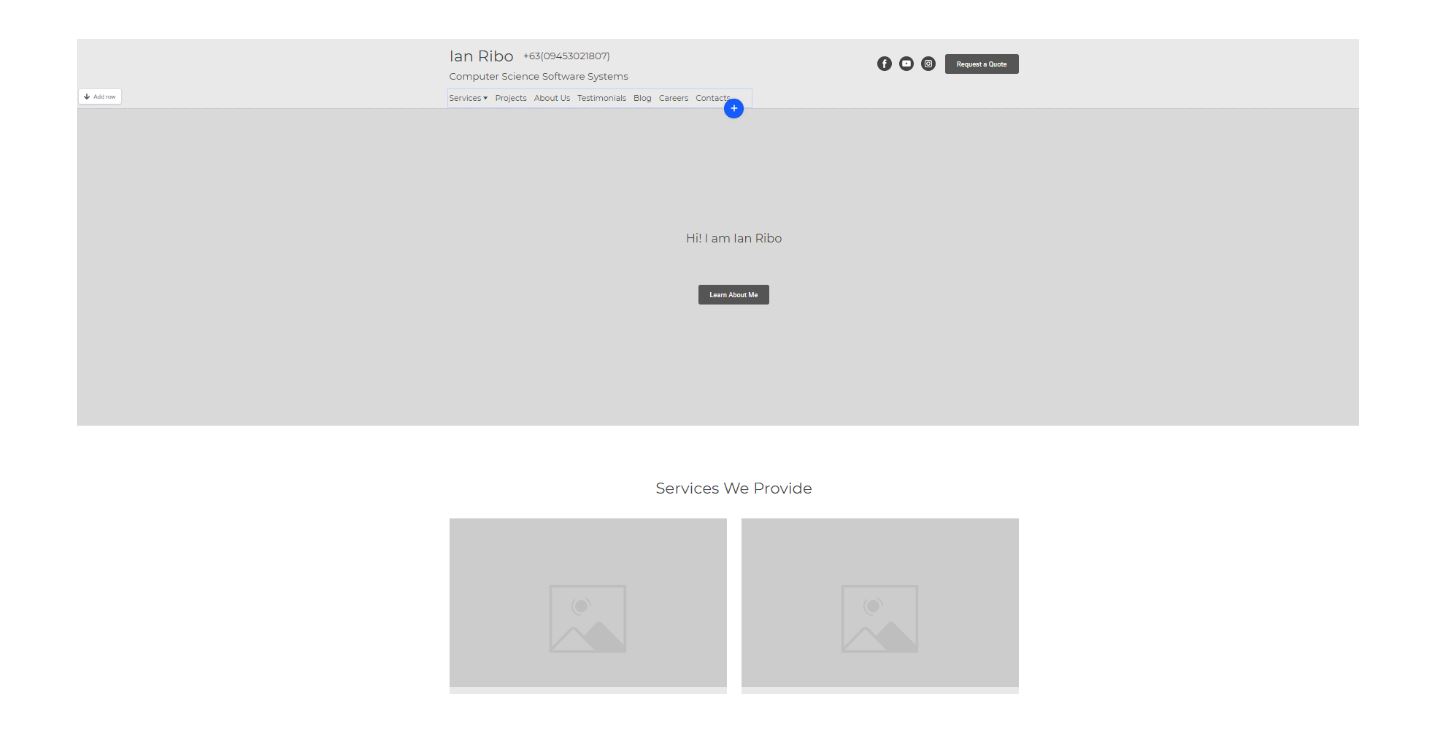 Ian Ribo +63(09453021807)
Computer Science Software Systems
Request a Quote
Add row
Services Projects About Us Testimonials Blog Careers Contacts
Hi! I am Ian Ribo
Learn About Me
Services We Provide